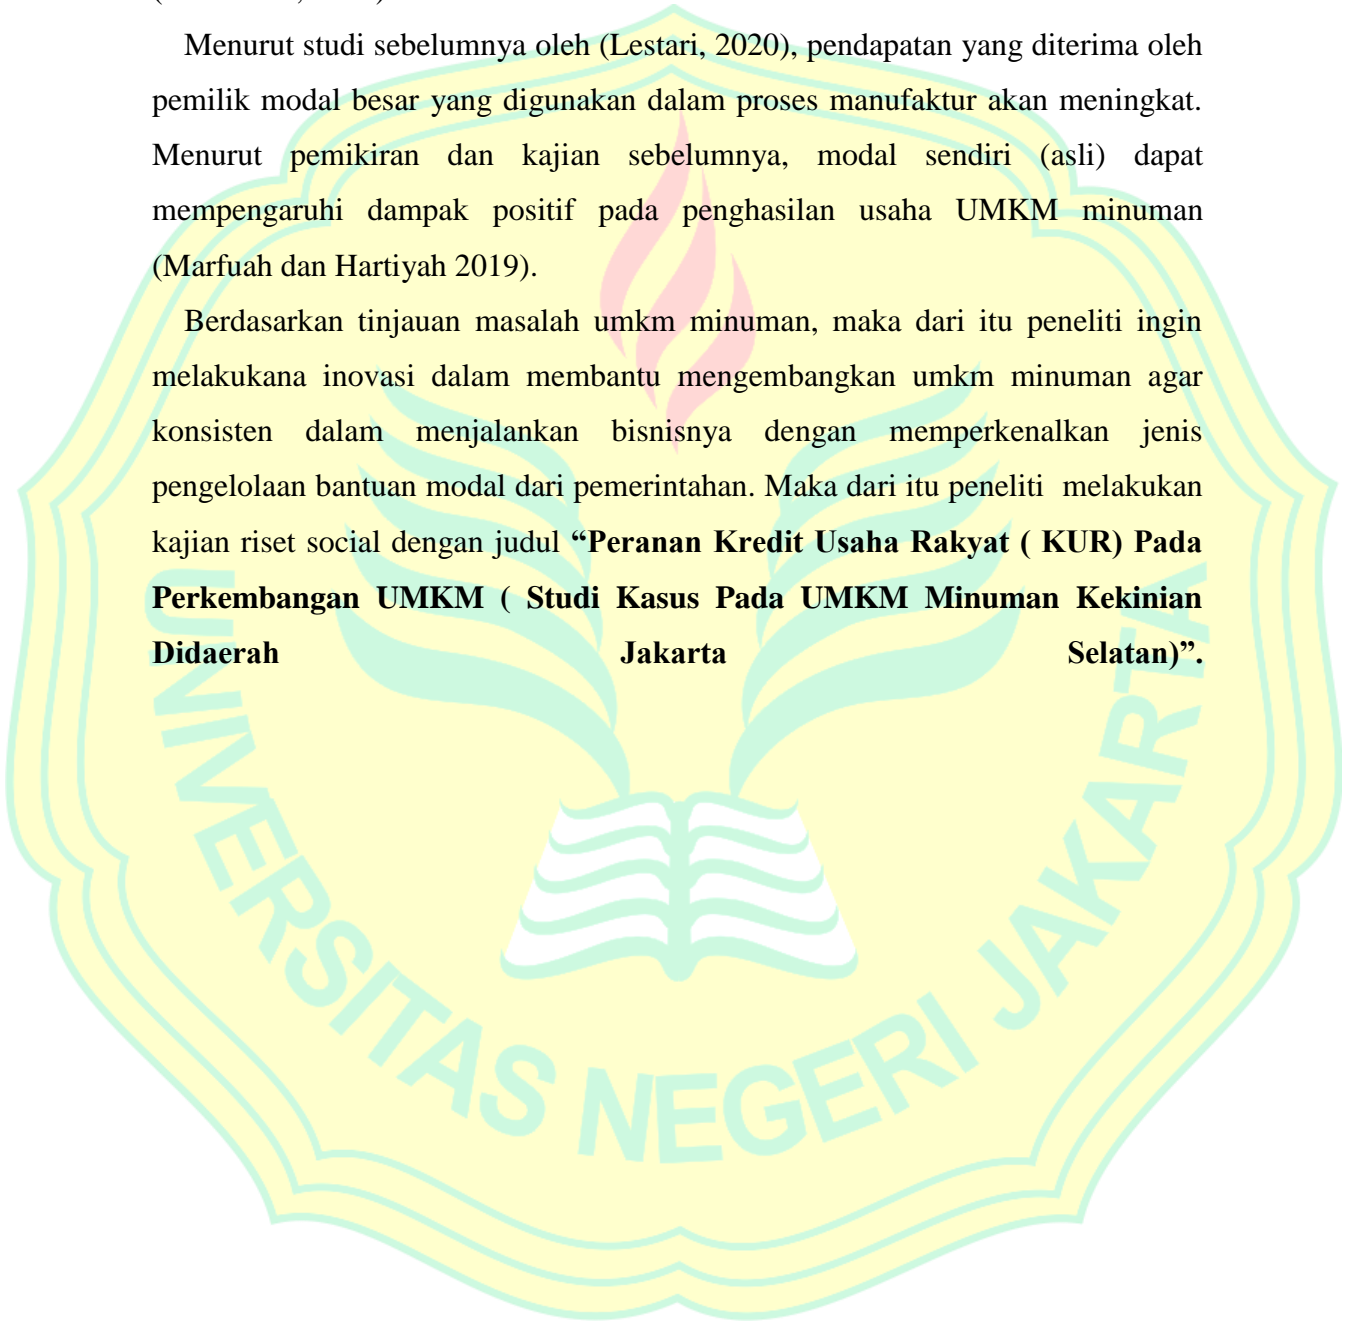 Menurut studi sebelumnya oleh (Lestari, 2020), pendapatan yang diterima oleh
pemilik modal besar yang digunakan dalam proses manufaktur akan meningkat.
Menurut pemikiran dan kajian sebelumnya, modal sendiri (asli) dapat
mempengaruhi dampak positif pada penghasilan usaha UMKM minuman
(Marfuah dan Hartiyah 2019).
Berdasarkan tinjauan masalah umkm minuman, maka dari itu peneliti ingin
melakukana inovasi dalam membantu mengembangkan umkm minuman agar
konsisten dalam menjalankan bisnisnya dengan memperkenalkan jenis
pengelolaan bantuan modal dari pemerintahan. Maka dari itu peneliti melakukan
kajian riset social dengan judul “Peranan Kredit Usaha Rakyat ( KUR) Pada
Perkembangan UMKM ( Studi Kasus Pada UMKM Minuman Kekinian
Didaerah Jakarta Selatan)”.
UNIVERSITAS NEGERI JAKARTA